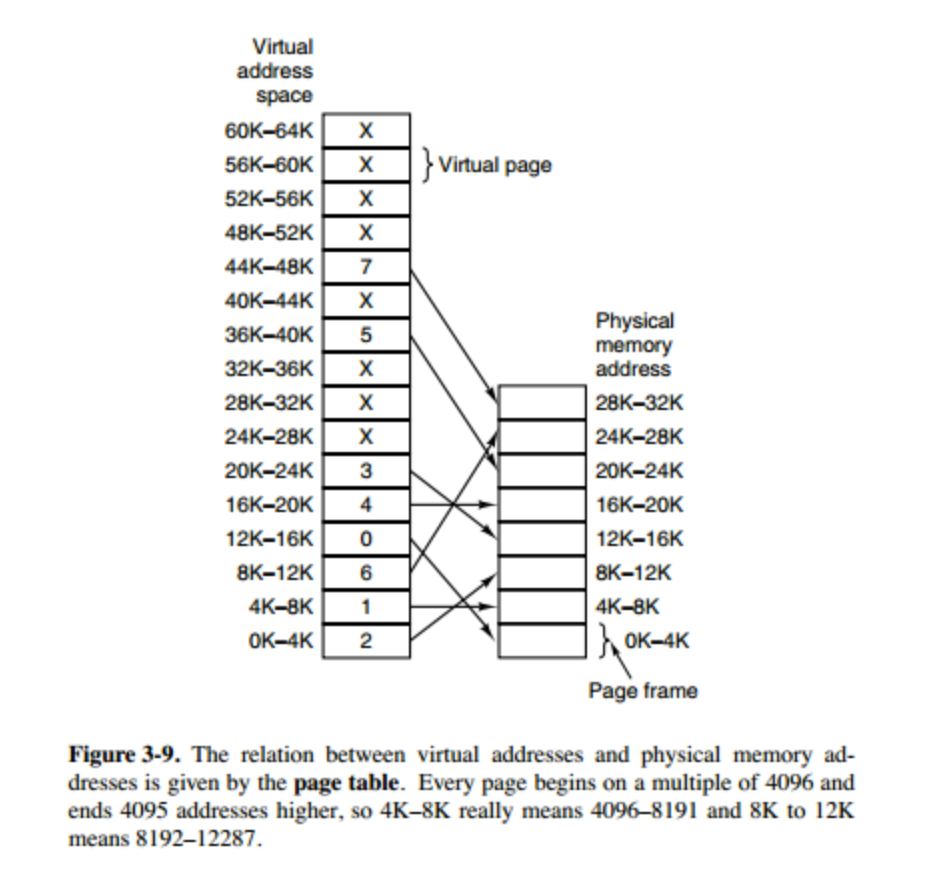 Virtual
address
space
60K–64K X
56K–60K X } Virtual page
52K–56K X
48K–52K X
44K–48K 7
40K–44K X
36K–40K 5
32K–36K X
28K–32K X
24K–28K X
20K–24K 3
16K–20K 4
12K–16K 0
8K–12K 6
4K–8K 1
0K–4K 2
Physical
memory
address
28K–32K
24K–28K
20K–24K
16K–20K
12K–16K
8K–12K
4K–8K
} 0K–4K
Page frame
Figure 3-9. The relation between virtual addresses and physical memory ad-
dresses is given by the page table. Every page begins on a multiple of 4096 and
ends 4095 addresses higher, so 4K–8K really means 4096–8191 and 8K to 12K
means 8192–12287.